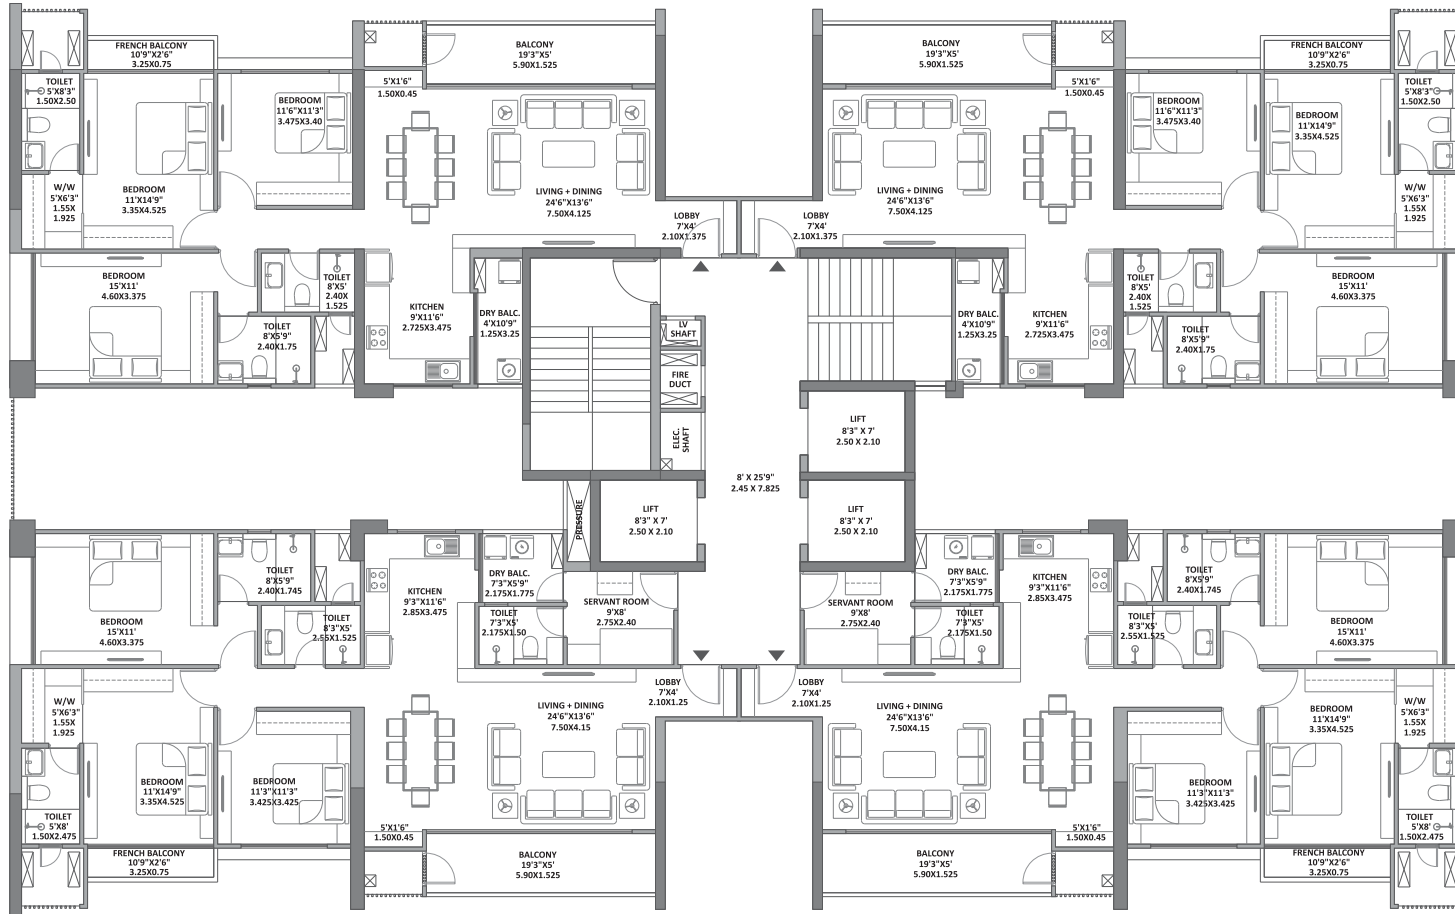 FRENCH BALCONY
10'9"X2'6"
3.25X0.75
BALCONY
19'3"X5'
5.90X1.525
BALCONY
19'3"X5'
5.90X1.525
FRENCH BALCONY
10'9"X2'6"
3.25X0.75
TOILET
5'X8'3"
1.50X2.50
BEDROOM
11'6"X11'3"
3.475X3.40
5'X1'6"
1.50X0.45
5'X1'6"
1.50X0.45
BEDROOM
11'6"X11'3"
3.475X3.40
BEDROOM
11'X14'9"
3.35X4.525
TOILET
5'X8'3"
1.50X2.50
W/W
5'X6'3"
1.55X
1.925
BEDROOM
11'X14'9"
3.35X4.525
LIVING + DINING
24'6"X13'6"
7.50X4.125
LOBBY
7'X4'
2.10X1.375
LOBBY
7'X4'
2.10X1.375
LIVING + DINING
24'6"X13'6"
7.50X4.125
W/W
5'X6'3"
1.55X
1.925
BEDROOM
15'X11'
4.60X3.375
TOILET
8'X5'
2.40X
1.525
TOILET
8'X5'9"
2.40X1.75
KITCHEN
9'X11'6"
2.725X3.475
DRY BALC.
4'X10'9"
1.25X3.25
LV
SHAFT
FIRE
DUCT
ELEC.
SHAFT
DRY BALC.
4'X10'9"
1.25X3.25
KITCHEN
9'X11'6"
2.725X3.475
TOILET
8'X5'
2.40X
1.525
TOILET
8'X5'9"
2.40X1.75
BEDROOM
15'X11'
4.60X3.375
LIFT
8'3" X 7'
2.50 X 2.10
8' X 25'9"
2.45 X 7.825
PRESSURE
LIFT
8'3" X 7'
2.50 X 2.10
LIFT
8'3" X 7'
2.50 X 2.10
BEDROOM
15'X11'
4.60X3.375
TOILET
8'X5'9"
2.40X1.745
TOILET
8'3"X5'
2.55X1.525
KITCHEN
9'3"X11'6"
2.85X3.475
DRY BALC.
7'3"X5'9"
2.175X1.775
TOILET
7'3"X5'
2.175X1.50
SERVANT ROOM
9'X8'
2.75X2.40
SERVANT ROOM
9'X8'
2.75X2.40
DRY BALC.
7'3"X5'9"
2.175X1.775
TOILET
7'3"X5'
2.175X1.50
KITCHEN
9'3"X11'6"
2.85X3.475
TOILET
8'X5'9"
2.40X1.745
TOILET
8'3"X5'
2.55X1.525
BEDROOM
15'X11'
4.60X3.375
W/W
5'X6'3"
1.55X
1.925
LIVING + DINING
24'6"X13'6"
7.50X4.15
LOBBY
7'X4'
2.10X1.25
LOBBY
7'X4'
2.10X1.25
LIVING + DINING
24'6"X13'6"
7.50X4.15
BEDROOM
11'X14'9"
3.35X4.525
W/W
5'X6'3"
1.55X
1.925
BEDROOM
11'X14'9"
3.35X4.525
BEDROOM
11'3"X11'3"
3.425X3.425
BEDROOM
11'3"X11'3"
3.425X3.425
TOILET
5'X8'
1.50X2.475
5'X1'6"
1.50X0.45
5'X1'6"
1.50X0.45
TOILET
5'X8'
1.50X2.475
FRENCH BALCONY
10'9"X2'6"
3.25X0.75
BALCONY
19'3"X5'
5.90X1.525
BALCONY
19'3"X5'
5.90X1.525
FRENCH BALCONY
10'9"X2'6"
3.25X0.75